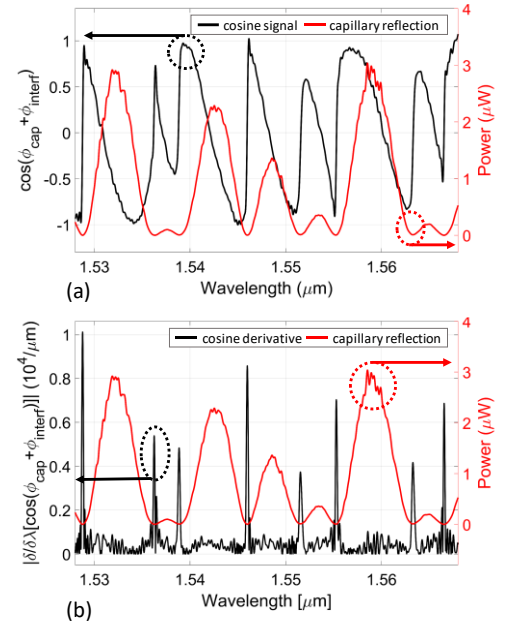 cosine signal capillary reflection
1
0.5
0
-0.5
-1
cos(ϕcap+ϕinterf)
4
3
2
1
0
Power (μW)
1.53 1.54 1.55 1.56
Wavelength (μm)
(a)
cosine derivative capillary reflection
1
0.8
0.6
0.4
0.2
0
|δ/δλ[cos(ϕcap+ϕinterf)]| (10^4/μm)
4
3
2
1
0
Power (μW)
1.53 1.54 1.55 1.56
Wavelength [μm]
(b)